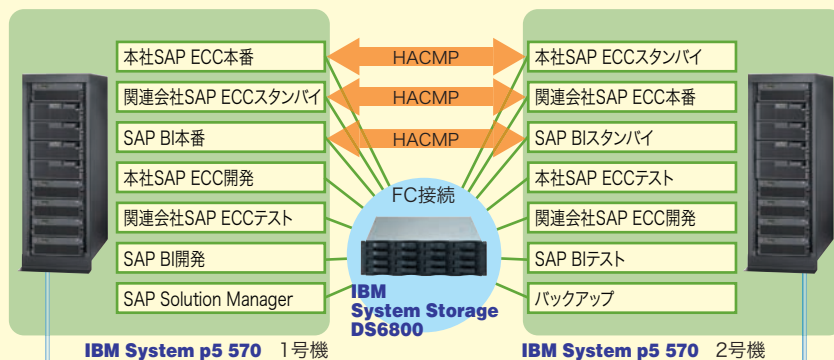 本社SAP ECC本番
HACMP
本社SAP ECCスタンバイ
関連会社SAP ECCスタンバイ
HACMP
関連会社SAP ECC本番
SAP BI本番
HACMP
SAP BIスタンバイ
本社SAP ECC開発
FC接続
本社SAP ECCテスト
関連会社SAP ECCテスト
関連会社SAP ECC開発
SAP BI開発
SAP BIテスト
SAP Solution Manager
IBM
System Storage
DS6800
バックアップ
IBM System p5 570 1号機
IBM System p5 570 2号機